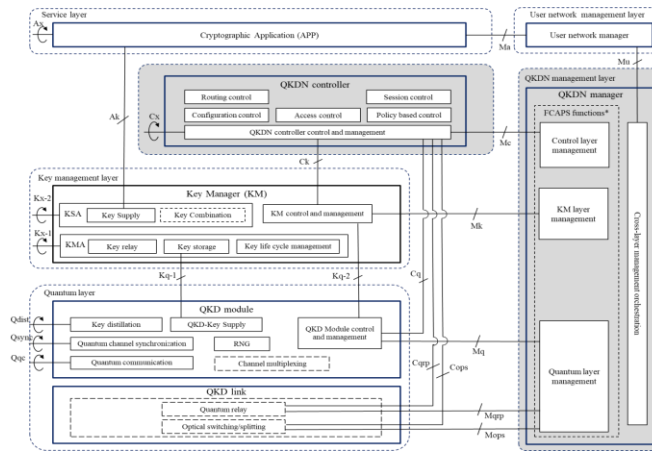 Service layer
User network management layer
Ax
Cryptographic Application (APP)
User network manager
Ma
Mu
QKDN controller
QKDN management layer
QKDN manager
Routing control
Session control
FCAPS functions*
Ak
Configuration control
Access control
Policy based control
Cx
QKDN controller control and management
Mc
Control layer
management
Ck
Key management layer
Key Manager (KM)
Kx-2
KSA
Key Supply
Key Combination
KM control and management
Mk
KM layer
management
Kx-1
KMA
Key relay
Key storage
Key life cycle management
Cross-layer management orchestration
Kq-1
Kq-2
Cq
Quantum layer
QKD module
Qdist
Key distillation
QKD-Key Supply
QKD Module control
and management
Qsync
Quantum channel synchronization
RNG
Mq
Qqc
Quantum communication
Channel multiplexing
Cqrp
Cops
Quantum layer
management
QKD link
Quantum relay
Mqrp
Optical switching/splitting
Mops